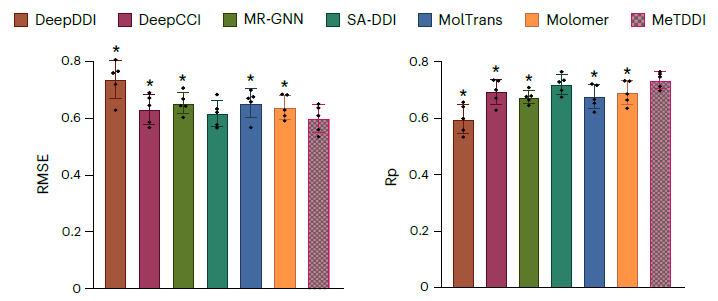 DeepDDI DeepCCI MR-GNN SA-DDI MolTrans Molomer MeTDDI
0.8
0.6
0.4
0.2
0
RMSE
* * * * *
0.8
0.6
0.4
0.2
0
Rp
* * * * *